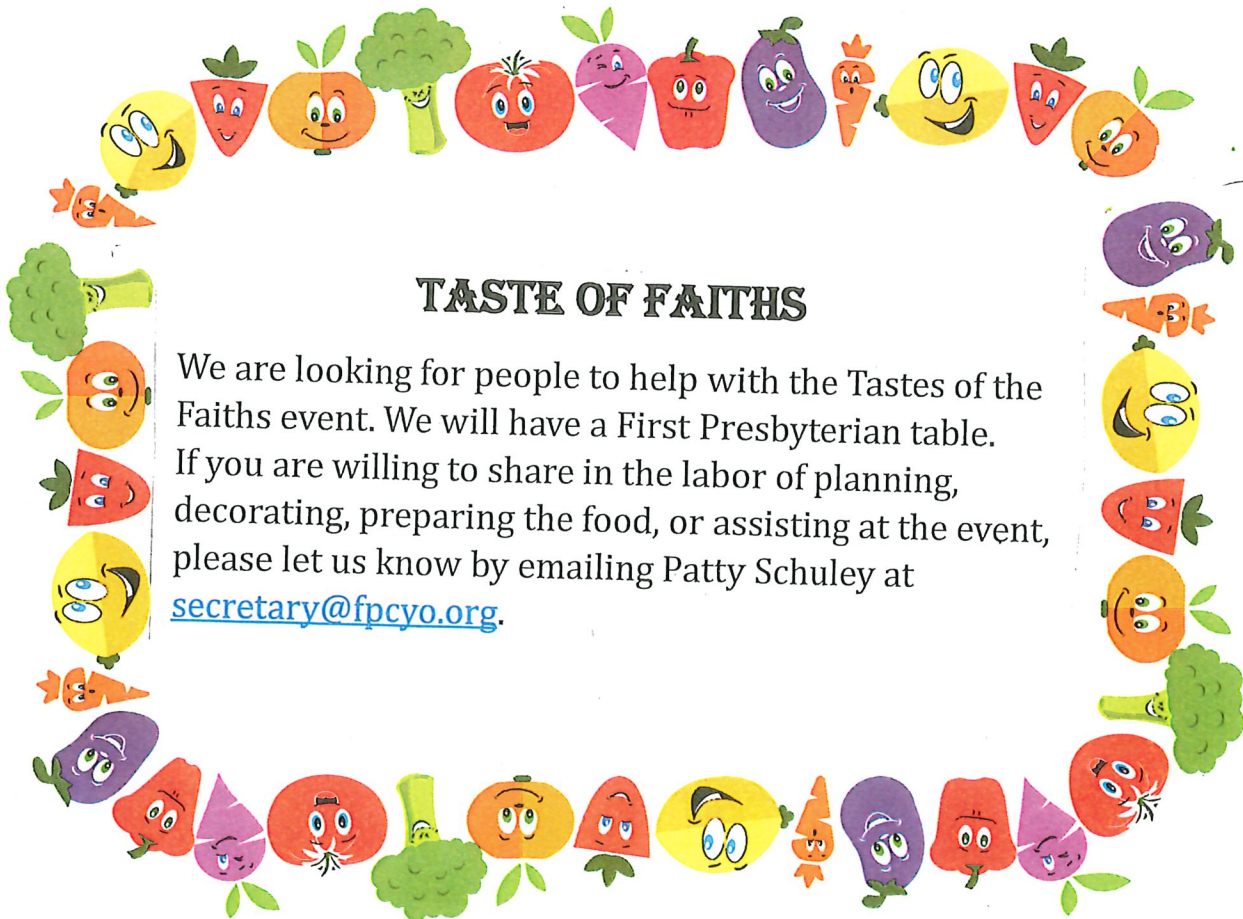 TASTE OF FAITHS
We are looking for people to help with the Tastes of the
Faiths event. We will have a First Presbyterian table.
If you are willing to share in the labor of planning,
decorating, preparing the food, or assisting at the event,
please let us know by emailing Patty Schuley at
secretary@fpcyo.org.